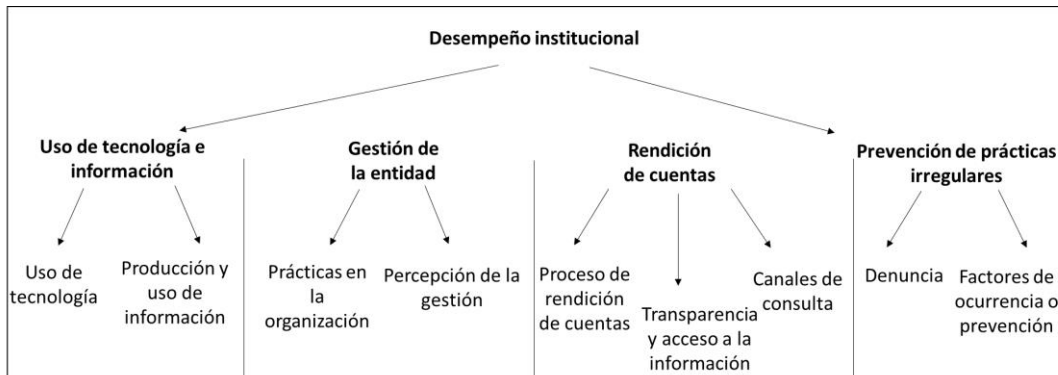 Desempeño institucional
Uso de tecnología e
información
Gestión de
la entidad
Rendición
de cuentas
Prevención de prácticas
irregulares
Uso de
tecnología
Producción y
uso de
información
Prácticas en
la
organización
Percepción de la
gestión
Proceso de
rendición
de cuentas
Transparencia
y acceso a la
información
Canales de
consulta
Denuncia
Factores de
ocurrencia o
prevención